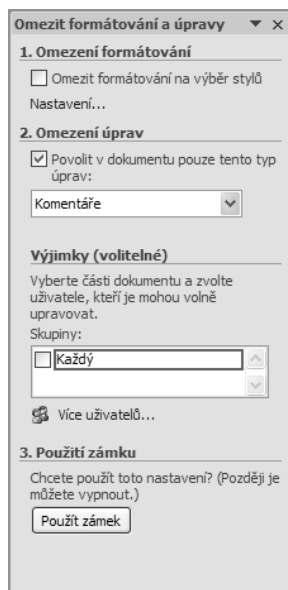 Omezit formátování a úpravy
1. Omezení formátování
Omezit formátování na výběr stylů
Nastavení...
2. Omezení úprav
Povolit v dokumentu pouze tento typ
úprav:
Komentáře
Výjimky (volitelné)
Vyberte části dokumentu a zvolte
uživatele, kteří je mohou volně
upravovat.
Skupiny:
Každý
Více uživatelů...
3. Použití zámku
Chcete použít toto nastavení? (Později je
můžete vypnout.)
Použít zámek